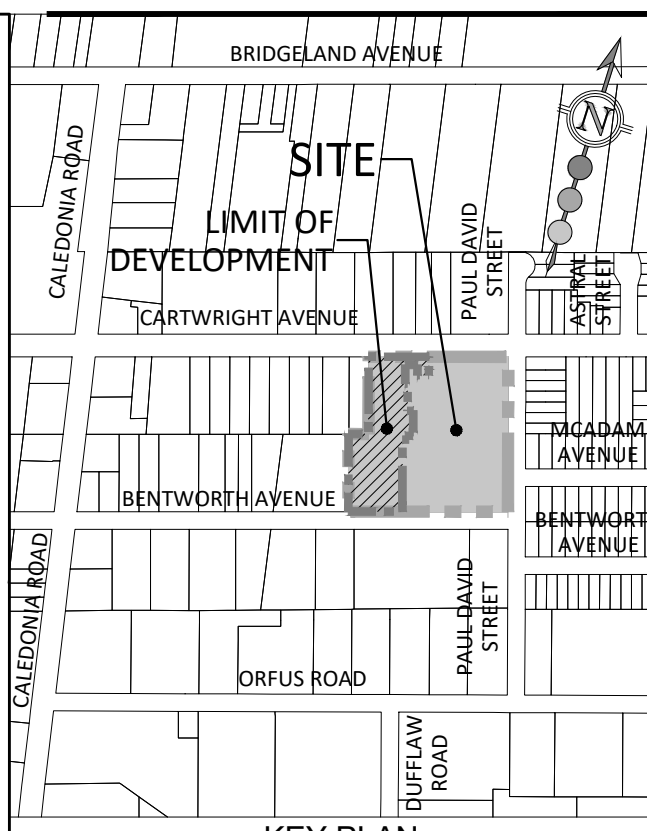 BRIDGELAND AVENUE
N
SITE
CALEDONIA ROAD
LIMIT OF
DEVELOPMENT
PAUL DAVID
STREET
ASTRAL
STREET
CARTWRIGHT AVENUE
MCADAM
AVENUE
BENTWORTH AVENUE
BENTWORT
AVENUE
CALEDONIA ROAD
PAUL DAVID
STREET
ORFUS ROAD
DUFFLAW
ROAD
KEY PLAN